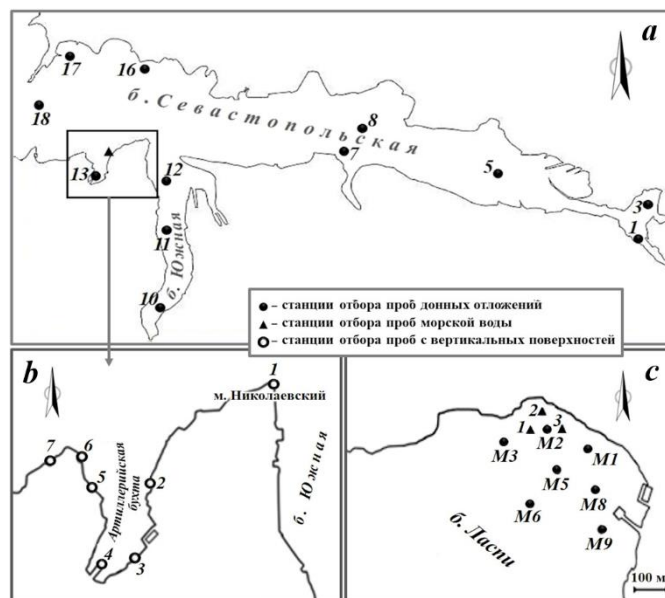 a
17
16
18
б. Севастопольская
8
7
5
13
12
3
1
11
10
б. Южная
● – станции отбора проб донных отложений
▲ – станции отбора проб морской воды
○ – станции отбора проб с вертикальных поверхностей
b
1
м. Николаевский
7
6
5
Артиллерийская
бухта
2
4
3
б. Южная
c
2
1
3
M2
M3
M1
M5
M6
M8
M9
б. Ласпи
100 м